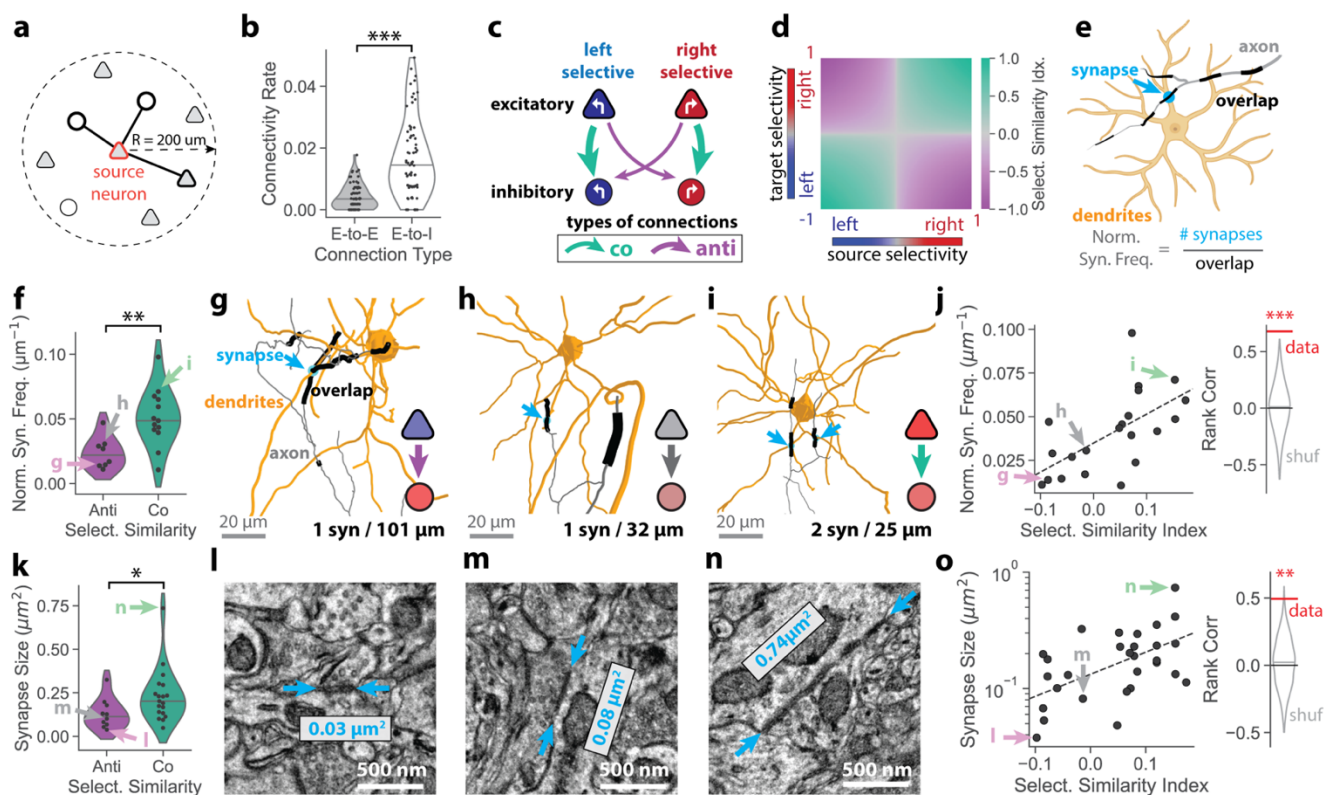 a
R = 200 um
source
neuron
b
***
Connectivity Rate
0.04
0.02
0.00
E-to-E
E-to-I
Connection Type
c
left
selective
right
selective
excitatory
inhibitory
types of connections
co
anti
d
target selectivity
1
right
left
-1
left
right
source selectivity
1
1.0
0.5
0.0
−0.5
−1.0
Select. Similarity Idx.
e
axon
synapse
overlap
dendrites
Norm.
Syn. Freq.
=
# synapses
overlap
f
**
Norm. Syn. Freq. (μm⁻¹)
0.10
0.05
0.00
i
h
g
Anti
Co
Select. Similarity
g
synapse
overlap
dendrites
axon
20 μm
1 syn / 101 μm
h
20 μm
1 syn / 32 μm
i
20 μm
2 syn / 25 μm
j
Norm. Syn. Freq. (μm⁻¹)
0.100
0.075
0.050
0.025
i
h
g
−0.1
0.0
0.1
Select. Similarity Index
***
data
Rank Corr
0.5
0.0
−0.5
shuf
k
*
Synapse Size (μm²)
0.75
0.50
0.25
0.00
n
m
l
Anti
Co
Select. Similarity
l
0.03 μm²
500 nm
m
0.08 μm²
500 nm
n
0.74μm²
500 nm
o
Synapse Size (μm²)
10⁰
10⁻¹
n
m
l
−0.1
0.0
0.1
Select. Similarity Index
**
data
Rank Corr
0.5
0.0
−0.5
shuf